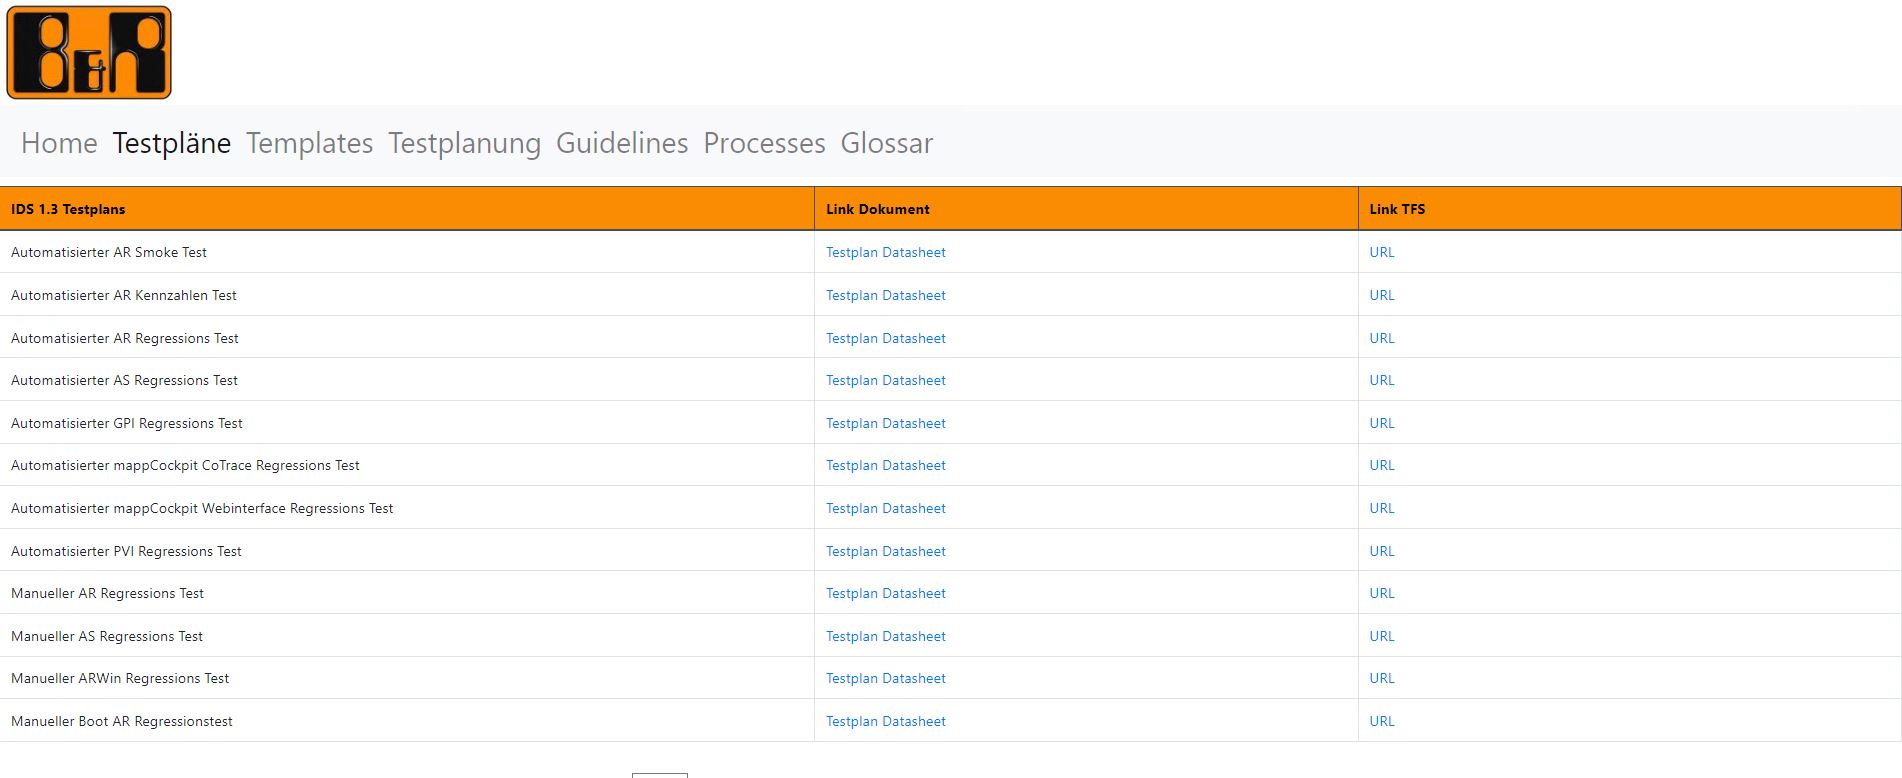 B&R
Home Testpläne Templates Testplanung Guidelines Processes Glossar
IDS 1.3 Testplans Link Dokument Link TFS
Automatisierter AR Smoke Test Testplan Datasheet URL
Automatisierter AR Kennzahlen Test Testplan Datasheet URL
Automatisierter AR Regressions Test Testplan Datasheet URL
Automatisierter AS Regressions Test Testplan Datasheet URL
Automatisierter GPI Regressions Test Testplan Datasheet URL
Automatisierter mappCockpit CoTrace Regressions Test Testplan Datasheet URL
Automatisierter mappCockpit Webinterface Regressions Test Testplan Datasheet URL
Automatisierter PVI Regressions Test Testplan Datasheet URL
Manueller AR Regressions Test Testplan Datasheet URL
Manueller AS Regressions Test Testplan Datasheet URL
Manueller ARWin Regressions Test Testplan Datasheet URL
Manueller Boot AR Regressionstest Testplan Datasheet URL